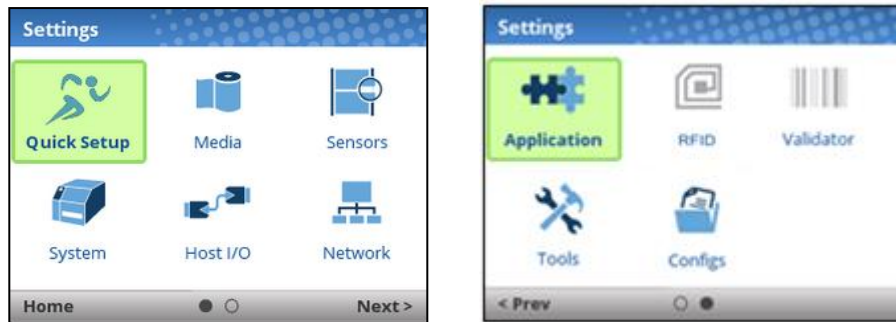 Settings
Quick Setup Media Sensors
System Host I/O Network
Home Next >
Settings
Application RFID Validator
Tools Configs
< Prev